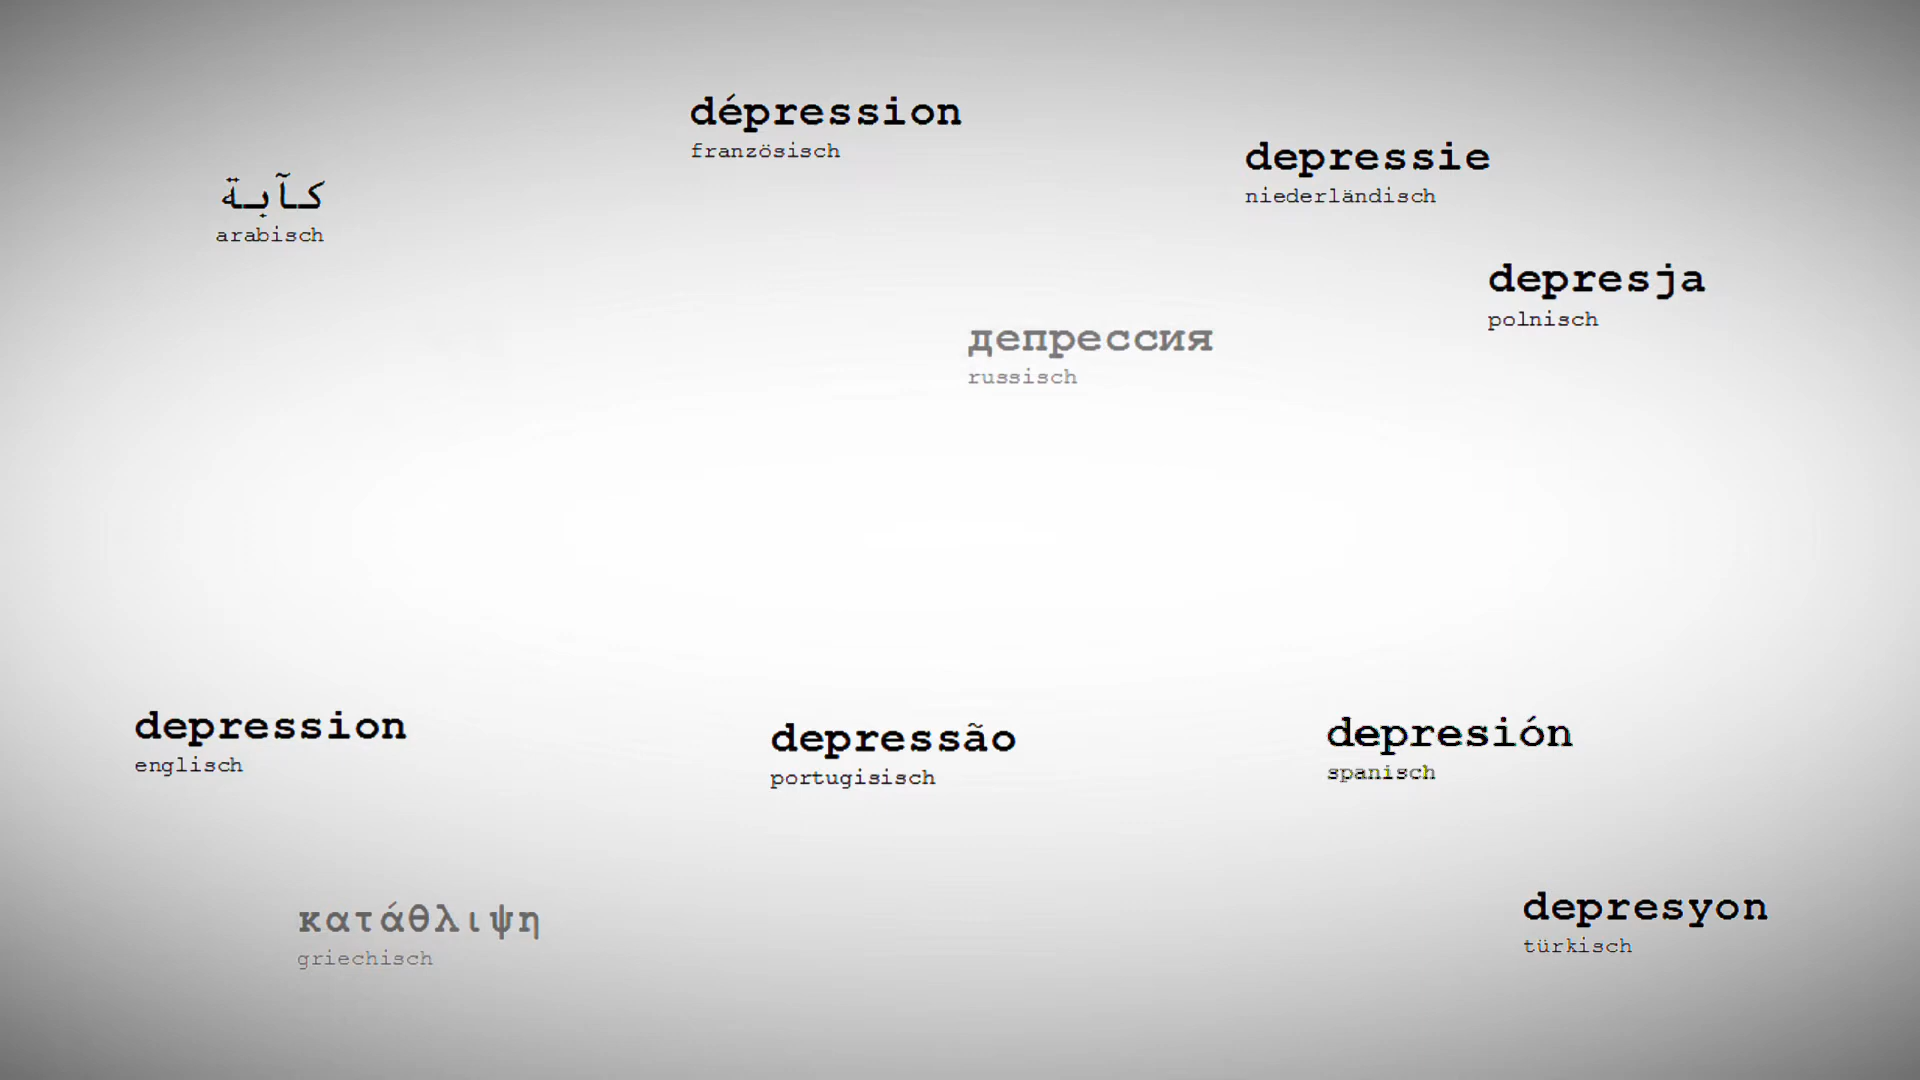 dépression
französisch
depressie
niederländisch
كآبة
arabisch
depresja
polnisch
депрессия
russisch
depression
englisch
depressão
portugisisch
depresión
spanisch
κατάθλιψη
griechisch
depresyon
türkisch